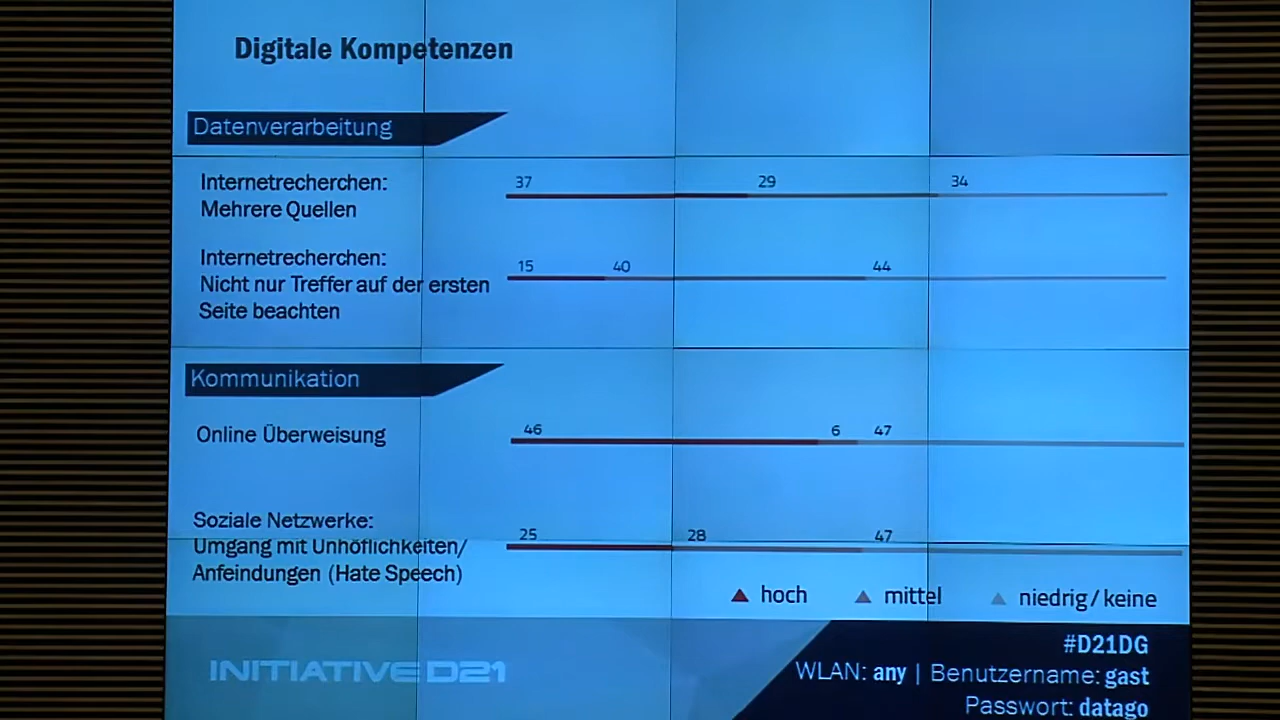 Digitale Kompetenzen
Datenverarbeitung
Internetrecherchen:
Mehrere Quellen
37 29 34
Internetrecherchen:
Nicht nur Treffer auf der ersten
Seite beachten
15 40 44
Kommunikation
Online Überweisung
46 6 47
Soziale Netzwerke:
Umgang mit Unhöflichkeiten/
Anfeindungen (Hate Speech)
25 28 47
hoch mittel niedrig/keine
INITIATIVE D21
#D21DG
WLAN: any | Benutzername: gast
Passwort: datago